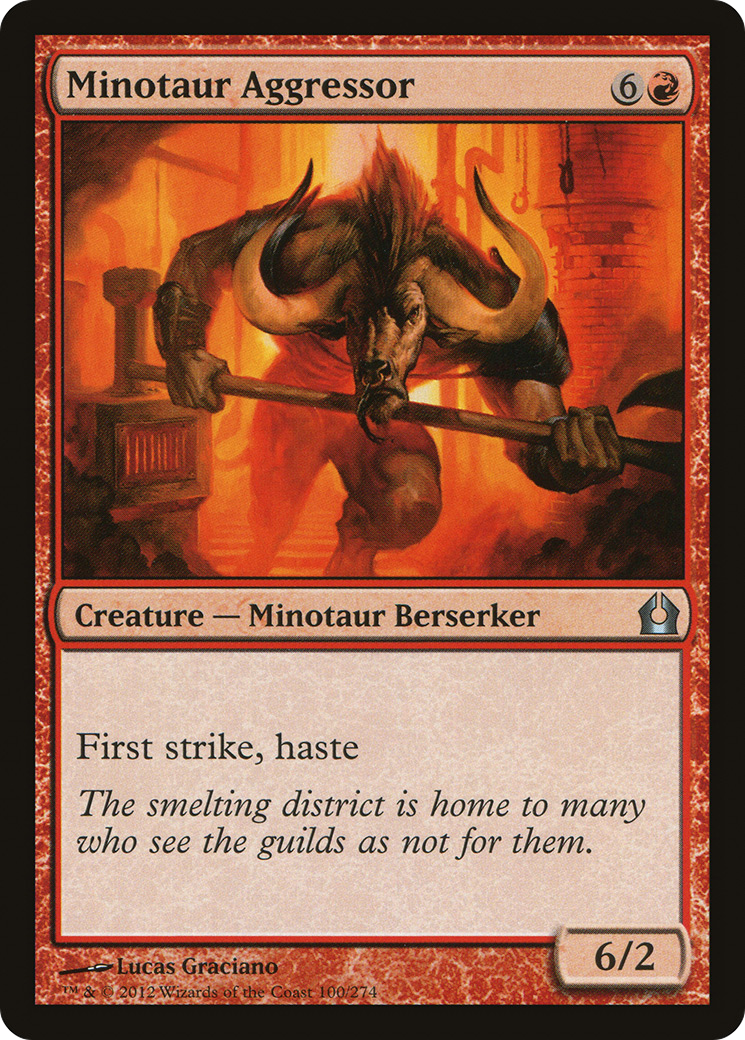 Minotaur Aggressor 6
Creature — Minotaur Berserker
First strike, haste
The smelting district is home to many
who see the guilds as not for them.
6/2
Lucas Graciano
™ & © 2012 Wizards of the Coast 100/274